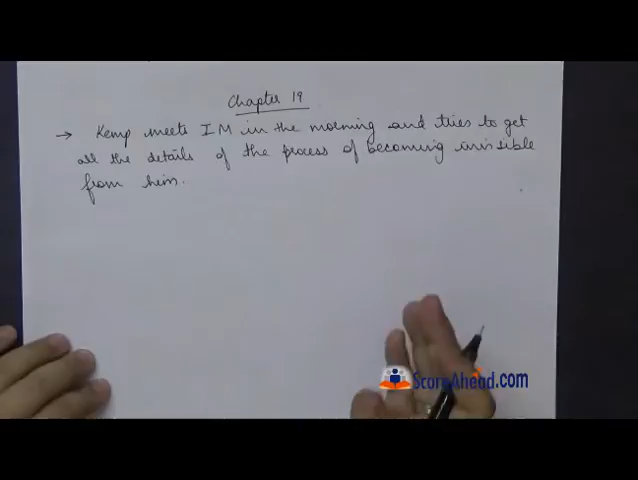 Chapter 19
→ Kemp meets IM in the morning and tries to get
all the details of the process of becoming invisible
from him.
ScoreAhead.com